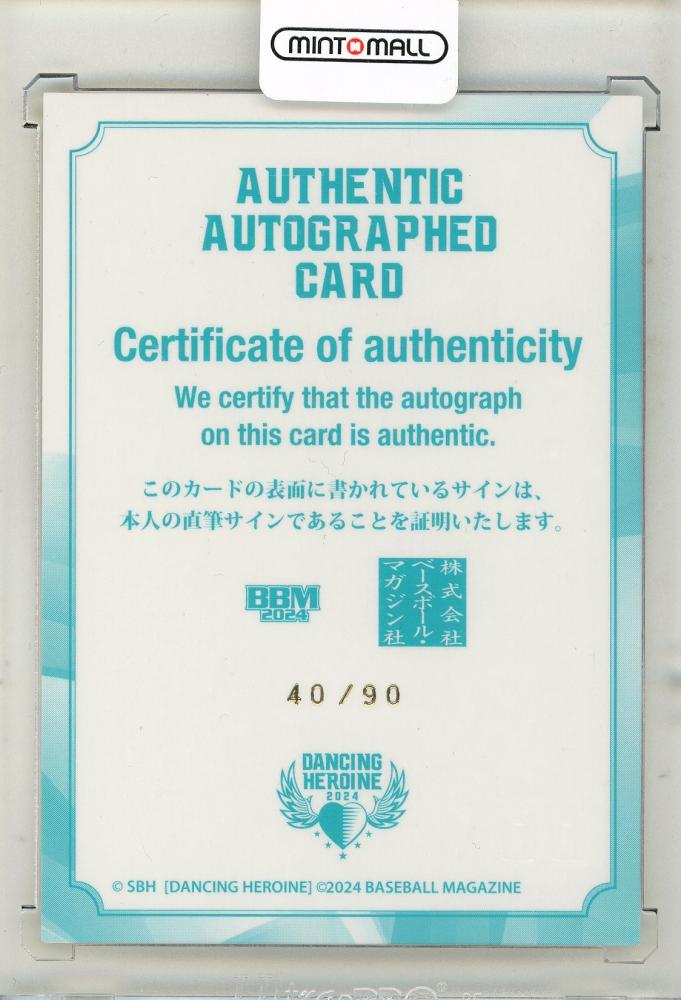 MINT MALL
AUTHENTIC
AUTOGRAPHED
CARD
Certificate of authenticity
We certify that the autograph
on this card is authentic.
このカードの表面に書かれているサインは、
本人の直筆サインであることを証明いたします。
BBM
2024
株式会社
ベースボール・
マガジン社
40/90
DANCING
HEROINE
2024
© SBH [DANCING HEROINE] ©2024 BASEBALL MAGAZINE